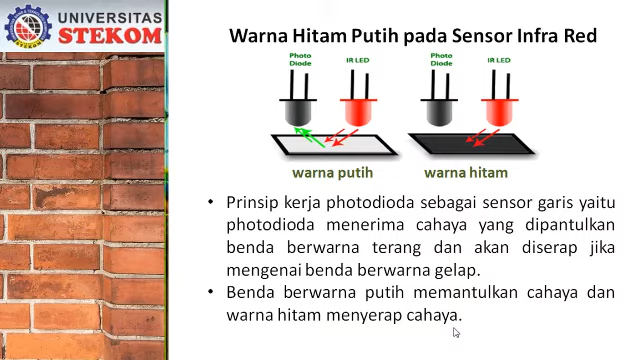 UNIVERSITAS
STEKOM
Warna Hitam Putih pada Sensor Infra Red
Photo
Diode
IR LED
Photo
Diode
IR LED
warna putih
warna hitam
• Prinsip kerja photodioda sebagai sensor garis yaitu
photodioda menerima cahaya yang dipantulkan
benda berwarna terang dan akan diserap jika
mengenai benda berwarna gelap.
• Benda berwarna putih memantulkan cahaya dan
warna hitam menyerap cahaya.